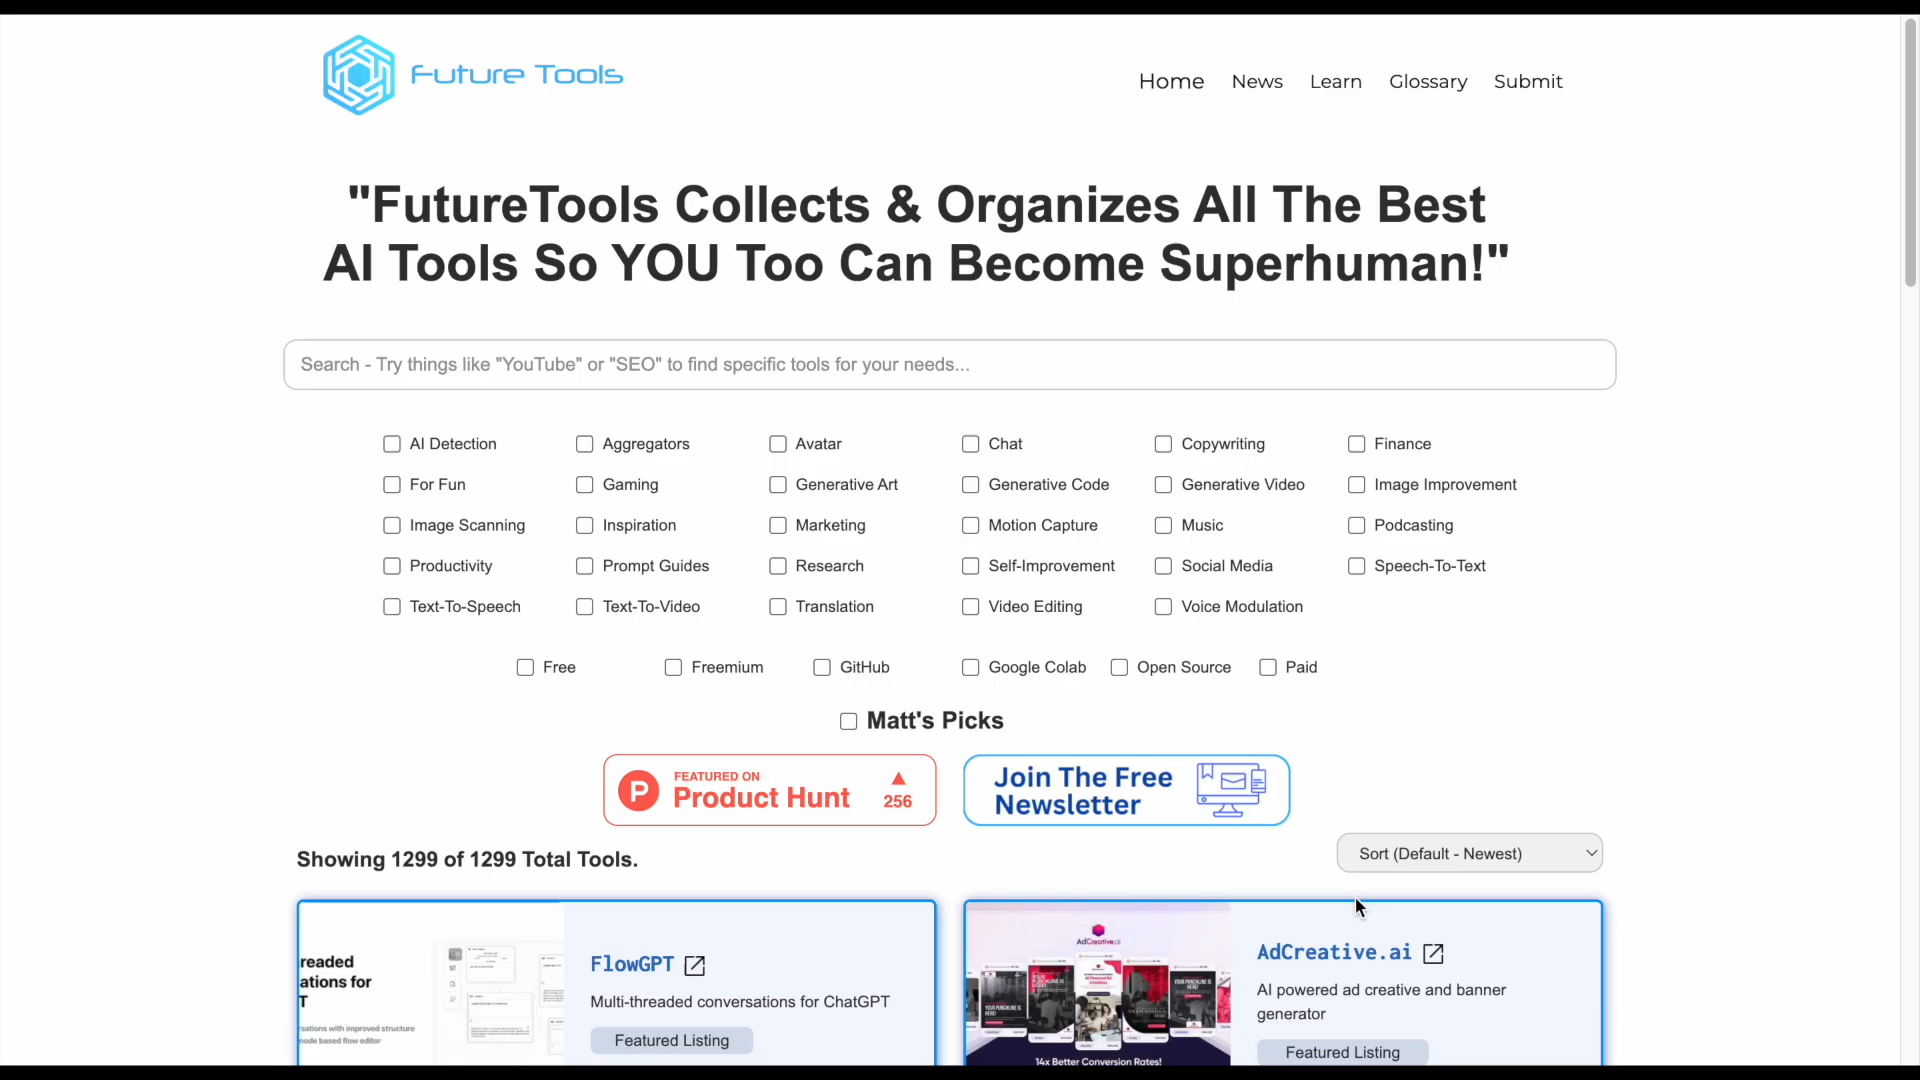 Future Tools
Home News Learn Glossary Submit
"FutureTools Collects & Organizes All The Best
AI Tools So YOU Too Can Become Superhuman!"
Search - Try things like "YouTube" or "SEO" to find specific tools for your needs...
AI Detection Aggregators Avatar Chat Copywriting Finance
For Fun Gaming Generative Art Generative Code Generative Video Image Improvement
Image Scanning Inspiration Marketing Motion Capture Music Podcasting
Productivity Prompt Guides Research Self-Improvement Social Media Speech-To-Text
Text-To-Speech Text-To-Video Translation Video Editing Voice Modulation
Free Freemium GitHub Google Colab Open Source Paid
Matt's Picks
P FEATURED ON
Product Hunt 256
Join The Free
Newsletter
Showing 1299 of 1299 Total Tools.
Sort (Default - Newest)
readed
ations for
T
sations with improved structure
node based flow editor
FlowGPT
Multi-threaded conversations for ChatGPT
Featured Listing
AdCreative.ai
14x Better Conversion Rates!
AdCreative.ai
AI powered ad creative and banner
generator
Featured Listing